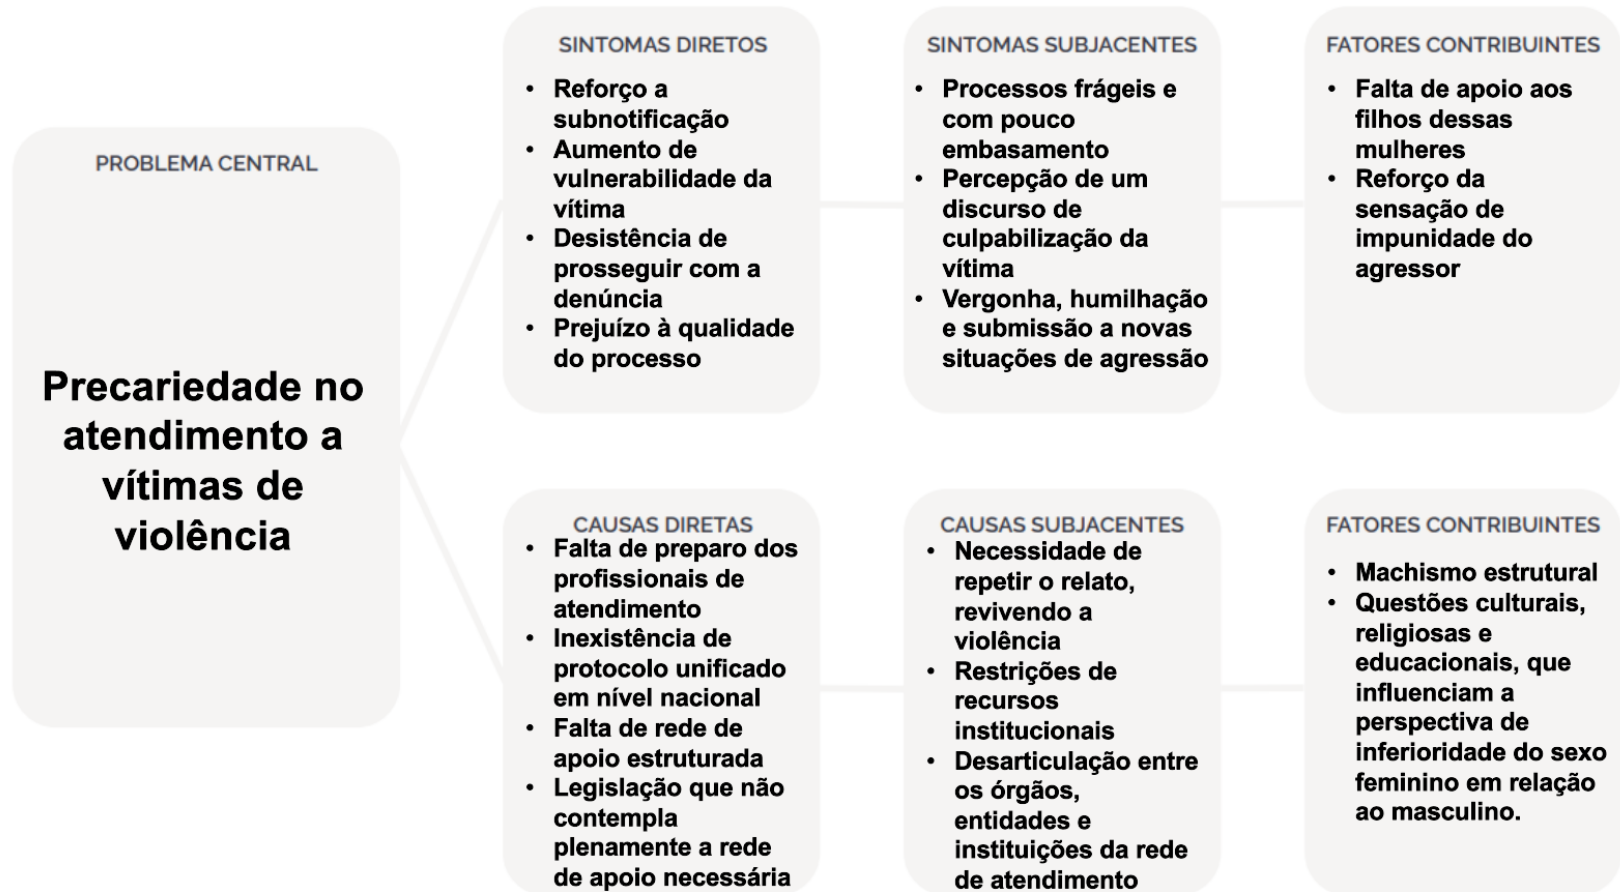 PROBLEMA CENTRAL
Precariedade no
atendimento a
vítimas de
violência
SINTOMAS DIRETOS
• Reforço a
subnotificação
• Aumento de
vulnerabilidade da
vítima
• Desistência de
prosseguir com a
denúncia
• Prejuízo à qualidade
do processo
SINTOMAS SUBJACENTES
• Processos frágeis e
com pouco
embasamento
• Percepção de um
discurso de
culpabilização da
vítima
• Vergonha, humilhação
e submissão a novas
situações de agressão
FATORES CONTRIBUINTES
• Falta de apoio aos
filhos dessas
mulheres
• Reforço da
sensação de
impunidade do
agressor
CAUSAS DIRETAS
• Falta de preparo dos
profissionais de
atendimento
• Inexistência de
protocolo unificado
em nível nacional
• Falta de rede de
apoio estruturada
• Legislação que não
contempla
plenamente a rede
de apoio necessária
CAUSAS SUBJACENTES
• Necessidade de
repetir o relato,
revivendo a
violência
• Restrições de
recursos
institucionais
• Desarticulação entre
os órgãos,
entidades e
instituições da rede
de atendimento
FATORES CONTRIBUINTES
• Machismo estrutural
• Questões culturais,
religiosas e
educacionais, que
influenciam a
perspectiva de
inferioridade do sexo
feminino em relação
ao masculino.